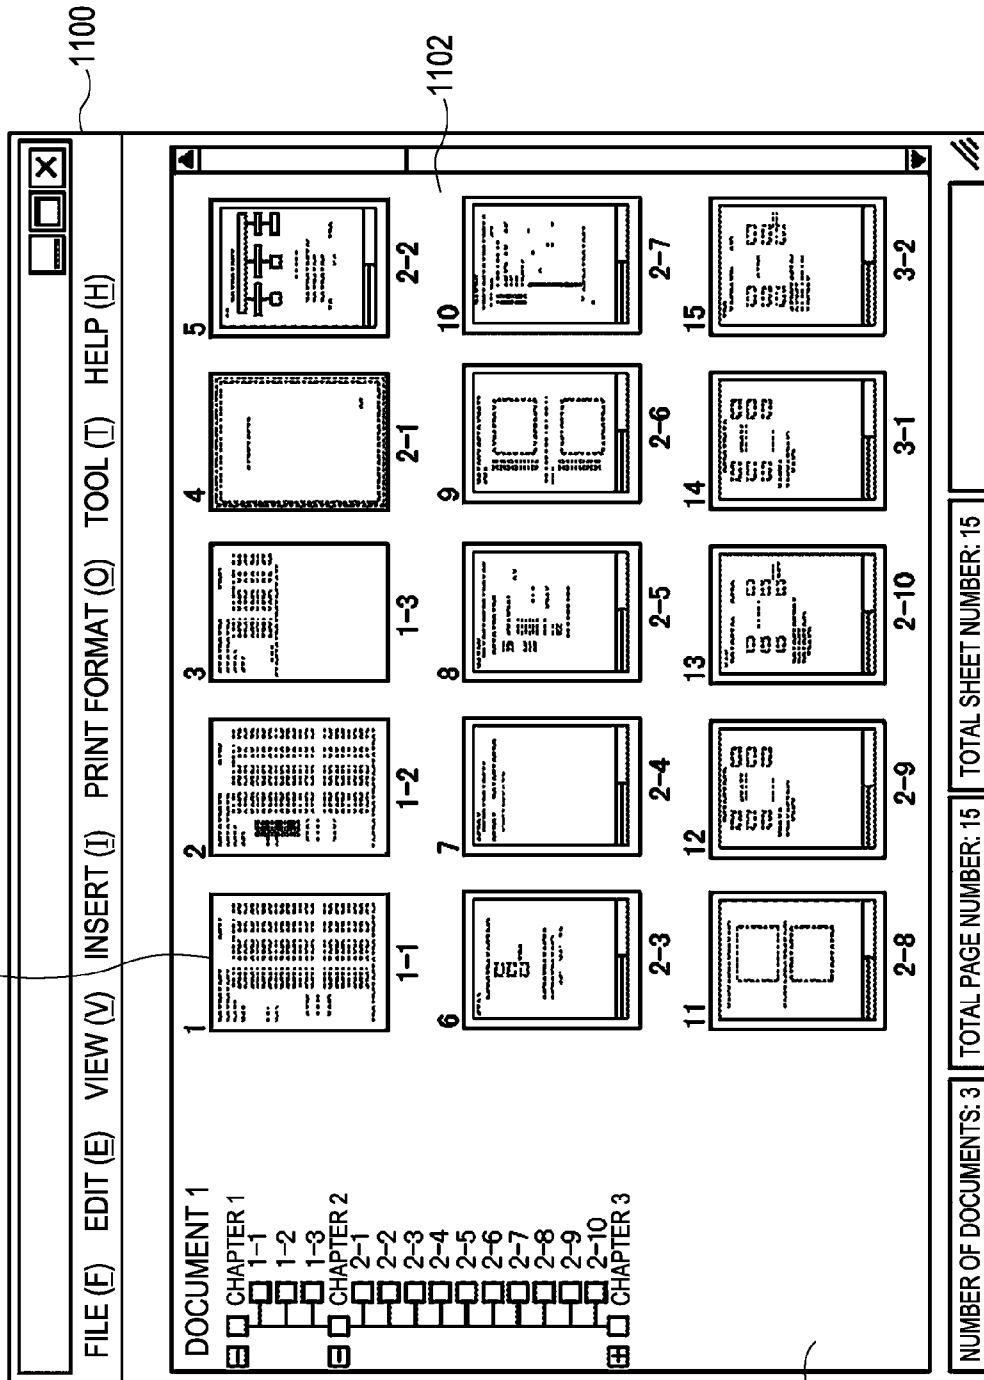 1100
FILE (F) EDIT (E) VIEW (V) INSERT (I) PRINT FORMAT (O) TOOL (T) HELP (H)
DOCUMENT 1
CHAPTER 1
1-1
1-2
1-3
CHAPTER 2
2-1
2-2
2-3
2-4
2-5
2-6
2-7
2-8
2-9
2-10
CHAPTER 3
1 2 3 4 5
1-1 1-2 1-3 2-1 2-2
1102
6 7 8 9 10
2-3 2-4 2-5 2-6 2-7
11 12 13 14 15
2-8 2-9 2-10 3-1 3-2
NUMBER OF DOCUMENTS: 3 TOTAL PAGE NUMBER: 15 TOTAL SHEET NUMBER: 15